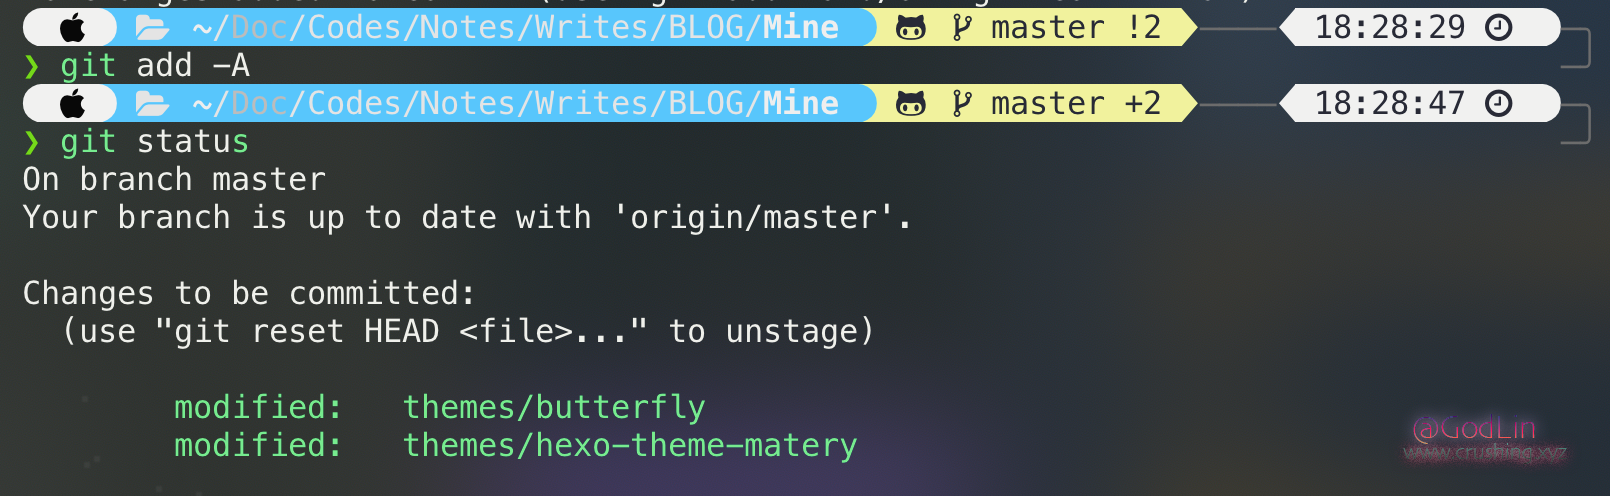 ~/Doc/Codes/Notes/Writes/BLOG/Mine master !2 18:28:29
❯ git add -A
~/Doc/Codes/Notes/Writes/BLOG/Mine master +2 18:28:47
❯ git status
On branch master
Your branch is up to date with 'origin/master'.
Changes to be committed:
(use "git reset HEAD <file>..." to unstage)
modified: themes/butterfly
modified: themes/hexo-theme-matery
@GodLin
www.crushing.xyz